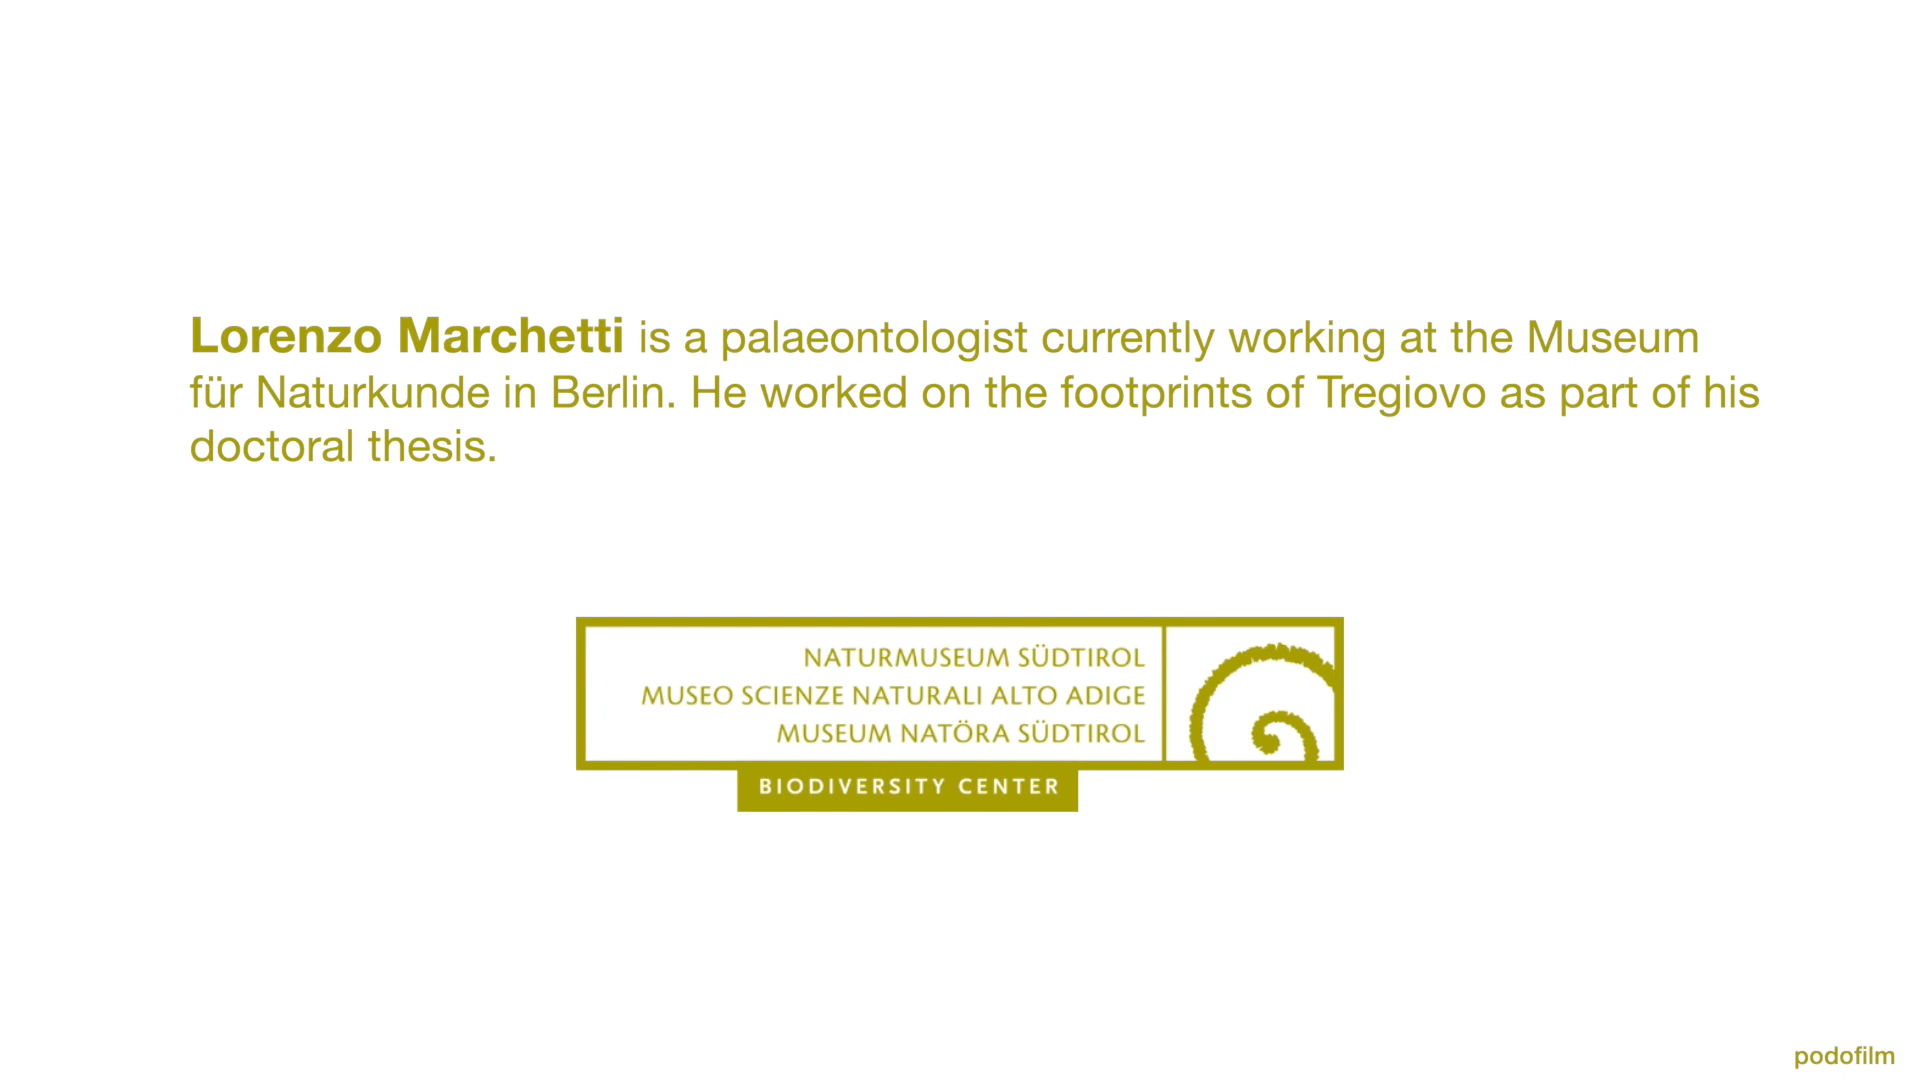 Lorenzo Marchetti is a palaeontologist currently working at the Museum
für Naturkunde in Berlin. He worked on the footprints of Tregiovo as part of his
doctoral thesis.
NATURMUSEUM SÜDTIROL
MUSEO SCIENZE NATURALI ALTO ADIGE
MUSEUM NATÖRA SÜDTIROL
BIODIVERSITY CENTER
podofilm